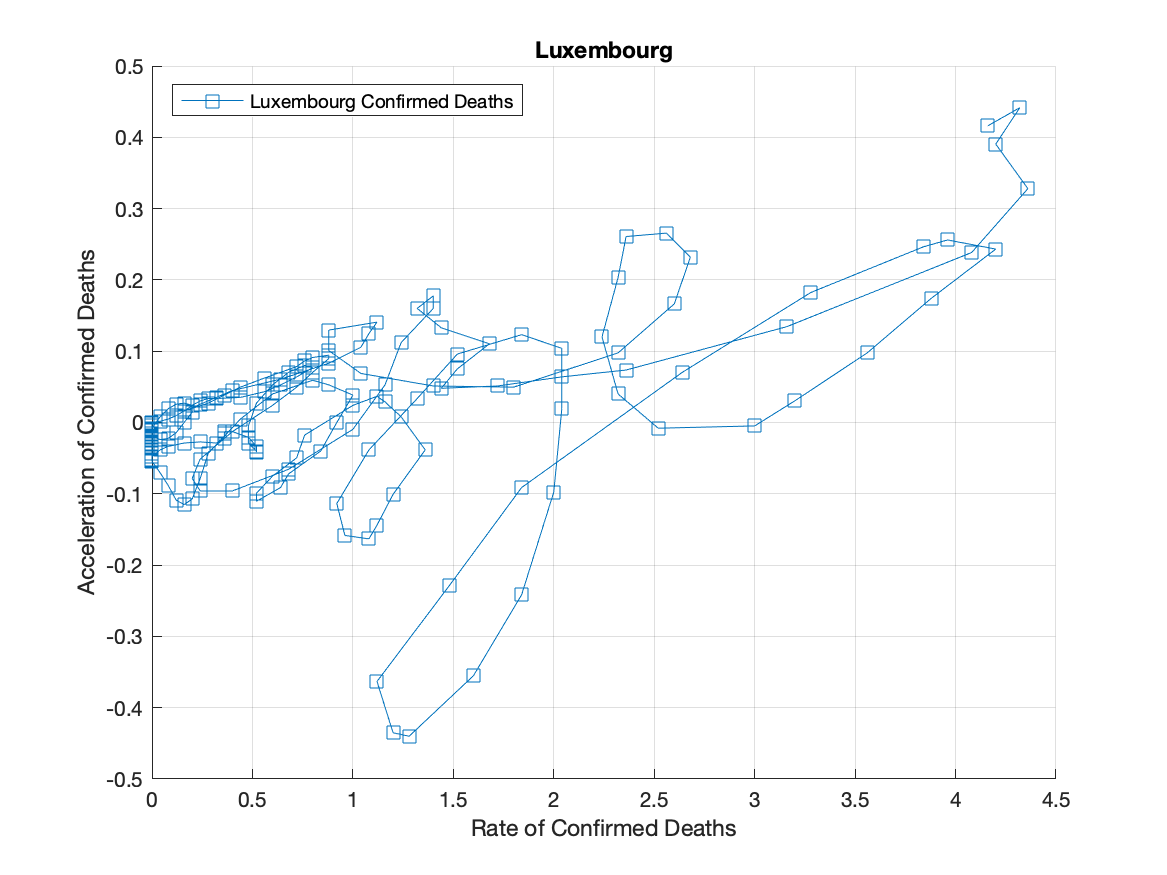 Luxembourg
Luxembourg Confirmed Deaths
Acceleration of Confirmed Deaths
0.5
0.4
0.3
0.2
0.1
0
-0.1
-0.2
-0.3
-0.4
-0.5
0 0.5 1 1.5 2 2.5 3 3.5 4 4.5
Rate of Confirmed Deaths